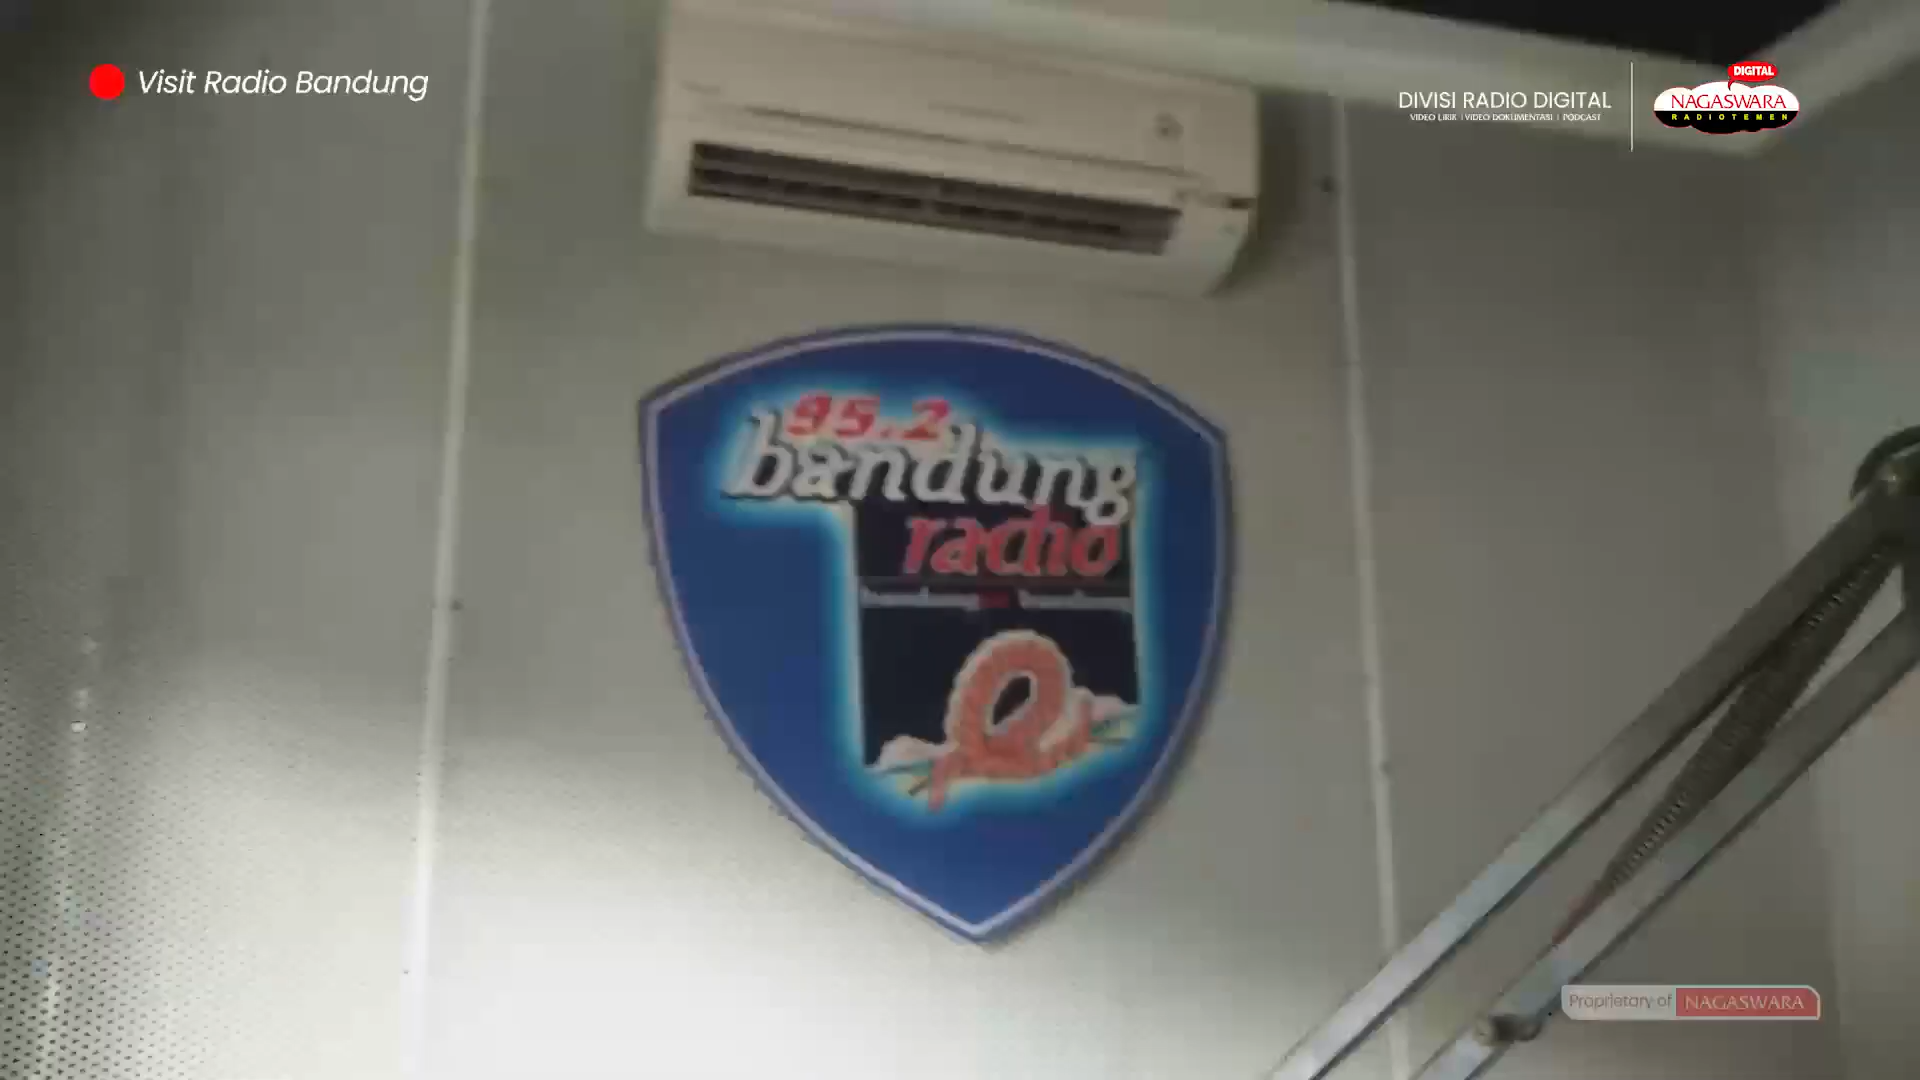 Visit Radio Bandung
DIVISI RADIO DIGITAL
VIDEO LIRIK | VIDEO DOKUMENTASI | PODCAST
DIGITAL
NAGASWARA
RADIOTEMEN
95.2
bandung
radio
Proprietary of NAGASWARA